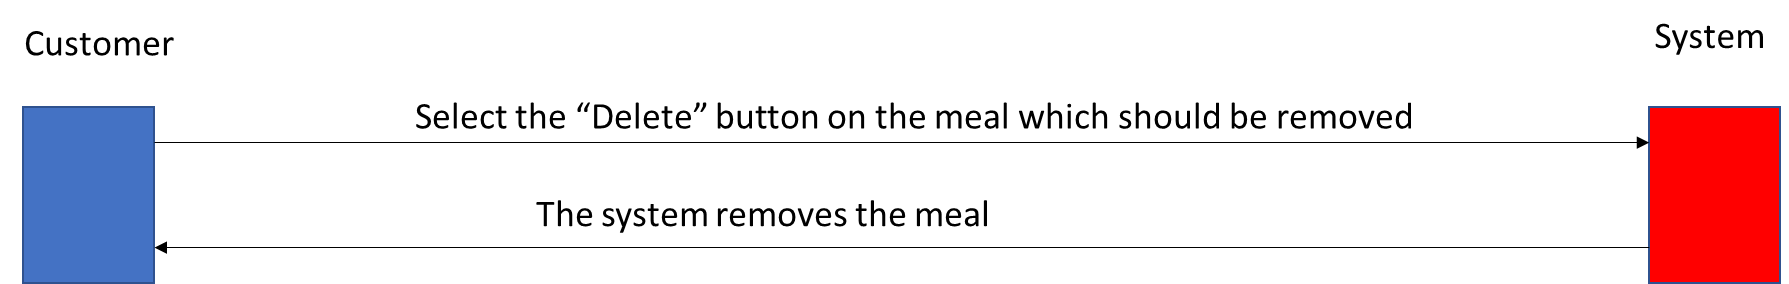 Customer
System
Select the “Delete” button on the meal which should be removed
The system removes the meal